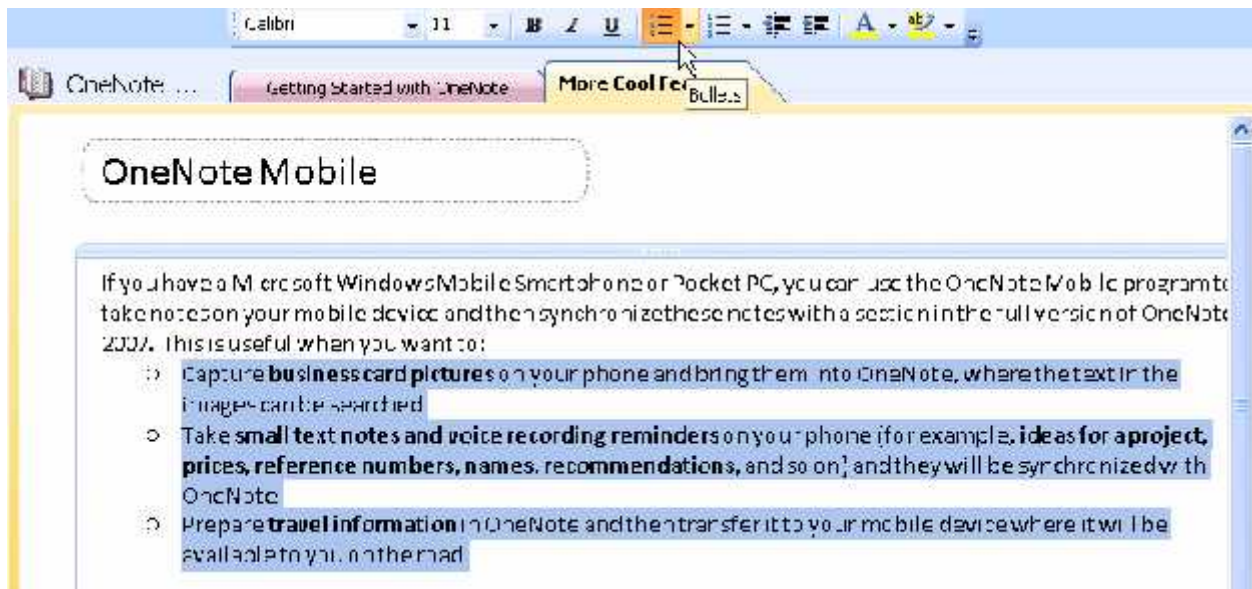 Calibri 11 B I U A ab
OneNote ... Getting Started with OneNote More Cool Fea
Bullets
OneNote Mobile
If you have a Microsoft Windows Mobile Smartphone or Pocket PC, you can use the OneNote Mobile program to
take notes on your mobile device and then synchronize these notes with a section in the full version of OneNote
2007. This is useful when you want to:
Capture business card pictures on your phone and bring them into OneNote, where the text in the
images can be searched
Take small text notes and voice recording reminders on your phone (for example, ideas for a project,
prices, reference numbers, names, recommendations, and so on) and they will be synchronized with
OneNote
Prepare travel information in OneNote and then transfer it to your mobile device where it will be
available to you on the road